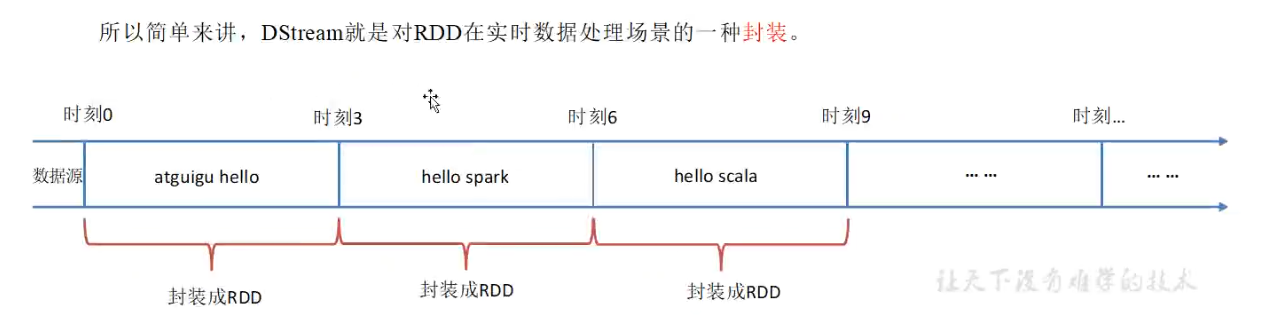 所以简单来讲，DStream就是对RDD在实时数据处理场景的一种封装。
时刻0 时刻3 时刻6 时刻9 时刻...
数据源 atguigu hello hello spark hello scala ... ... ... ...
封装成RDD 封装成RDD 封装成RDD
让天下没有难学的技术